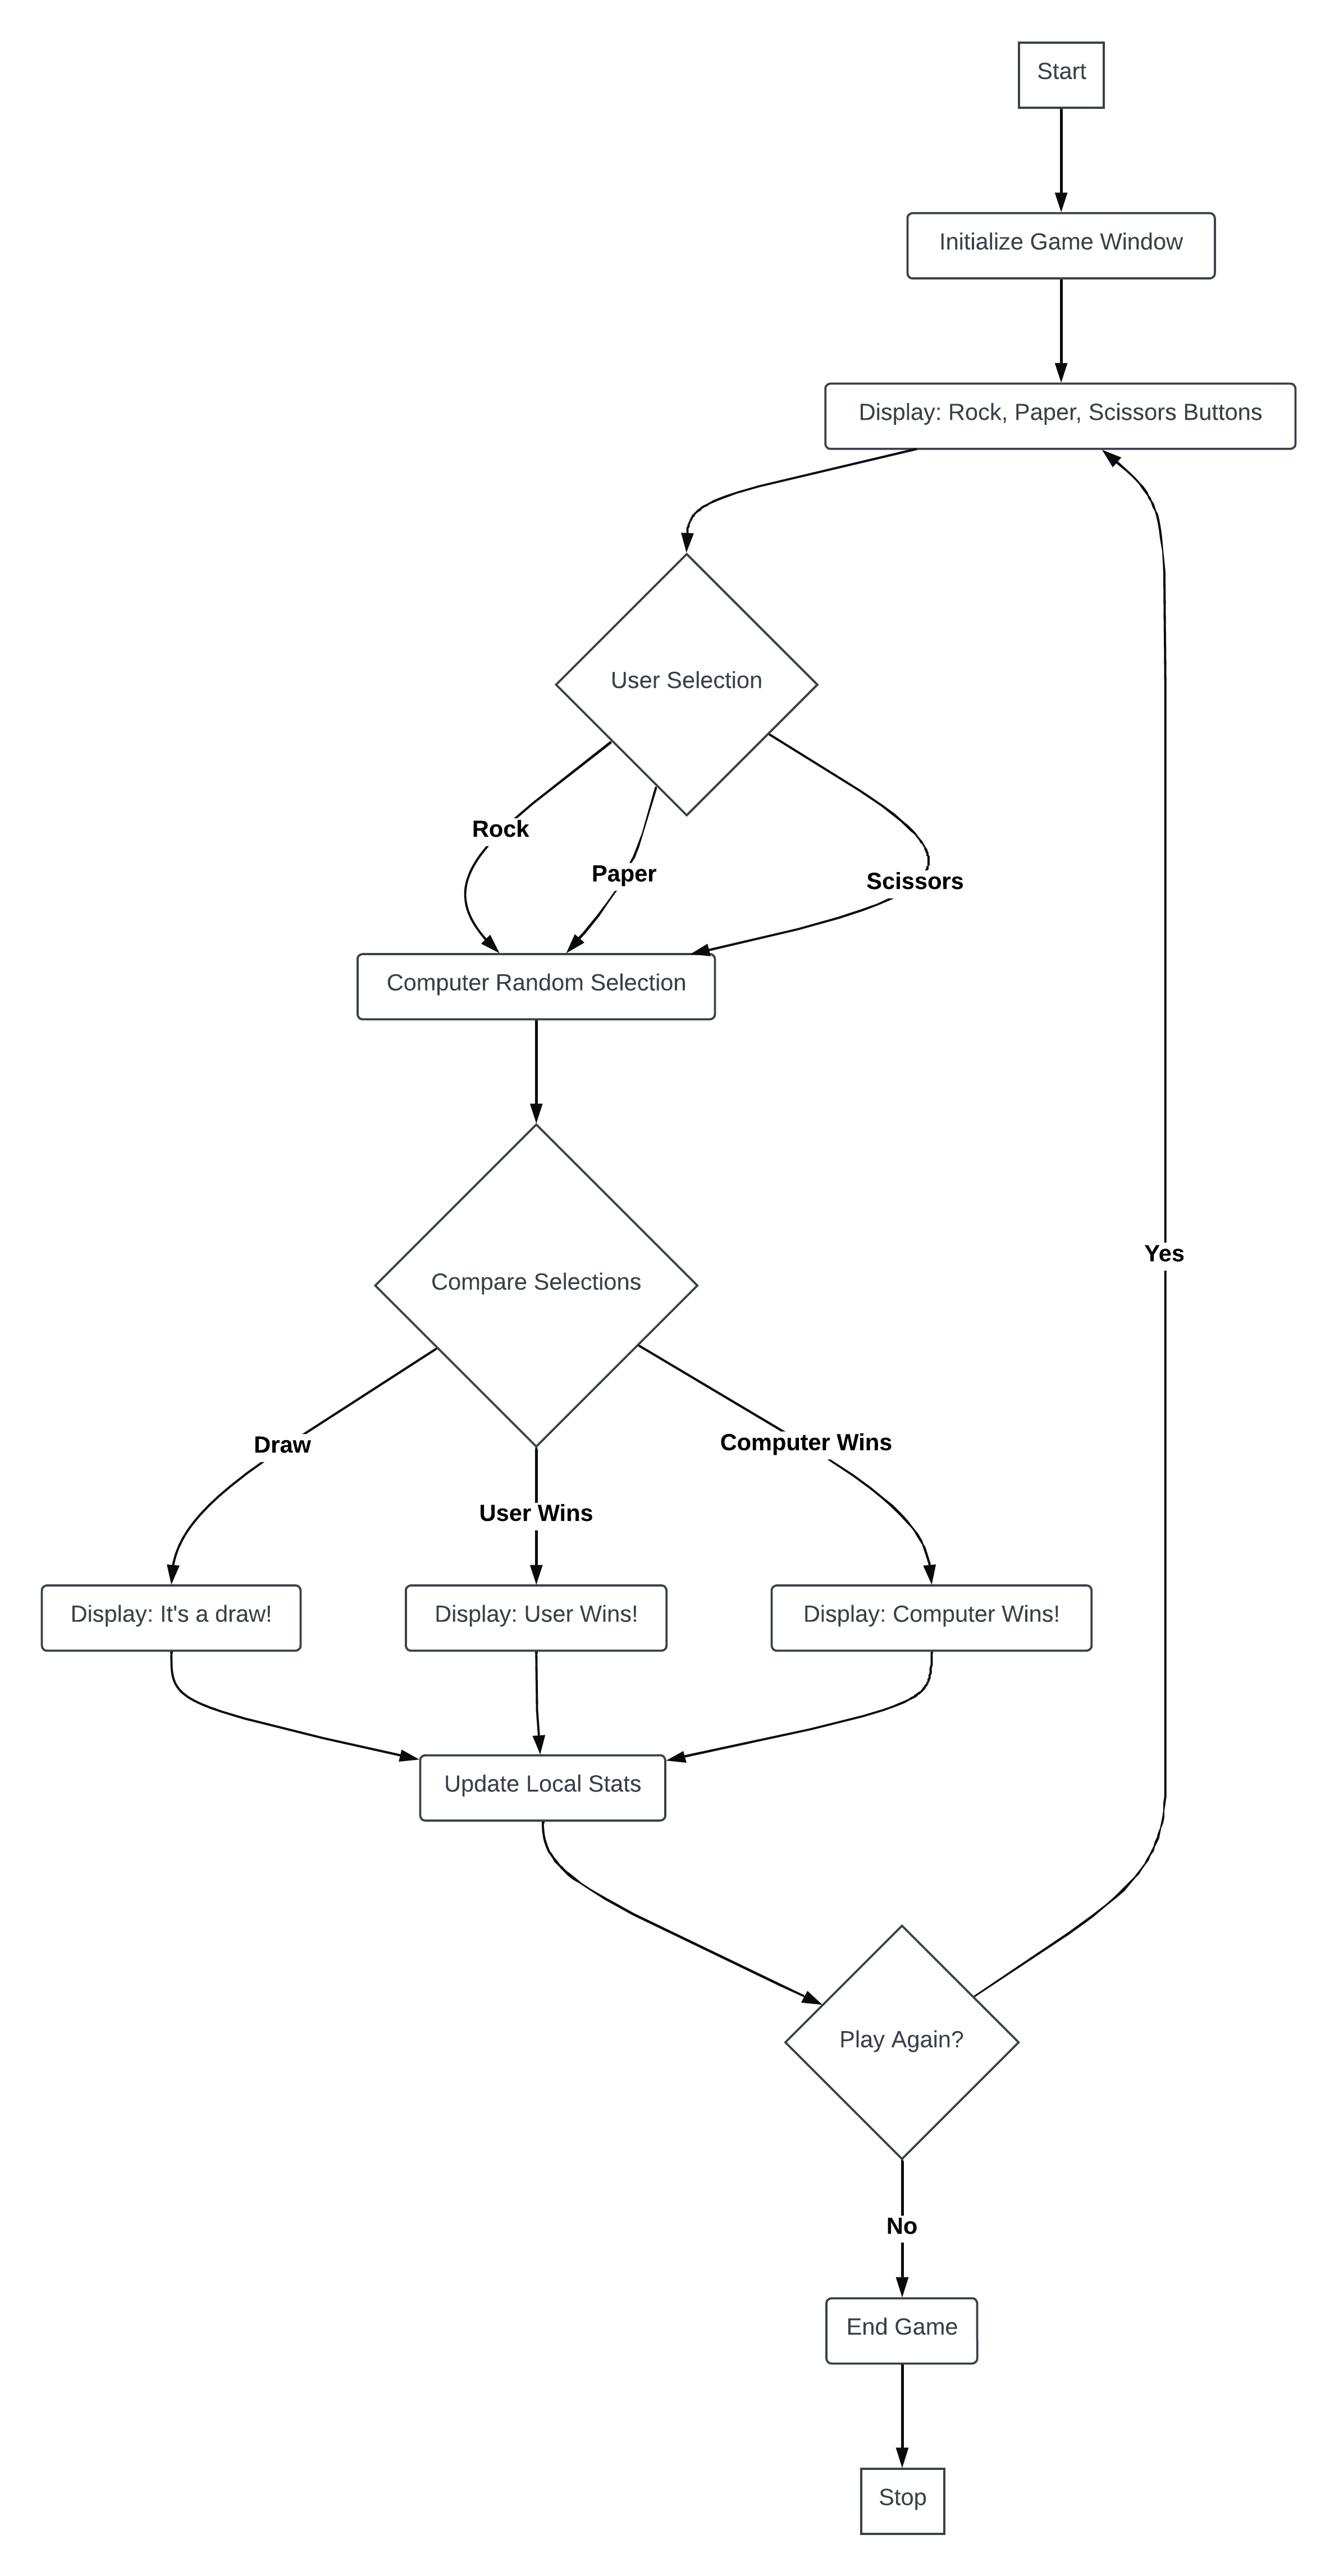 Start
Initialize Game Window
Display: Rock, Paper, Scissors Buttons
User Selection
Rock
Paper
Scissors
Computer Random Selection
Yes
Compare Selections
Draw
Computer Wins
User Wins
Display: It's a draw!
Display: User Wins!
Display: Computer Wins!
Update Local Stats
Play Again?
No
End Game
Stop